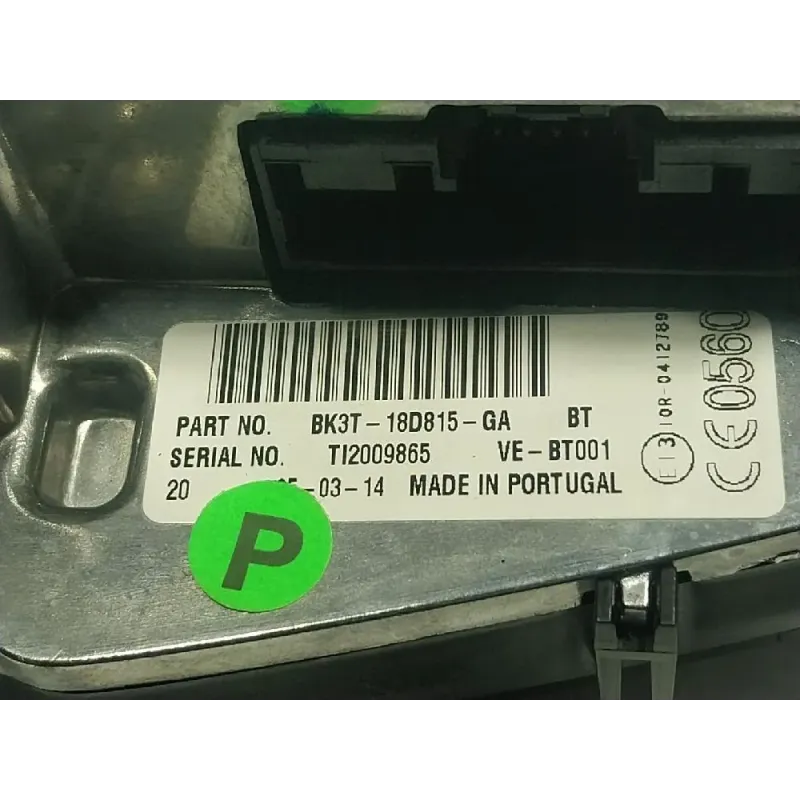 PART NO. BK3T-18D815-GA BT
SERIAL NO. TI2009865 VE-BT001
20 5-03-14 MADE IN PORTUGAL
P
E13 10R-0412789
CE0560